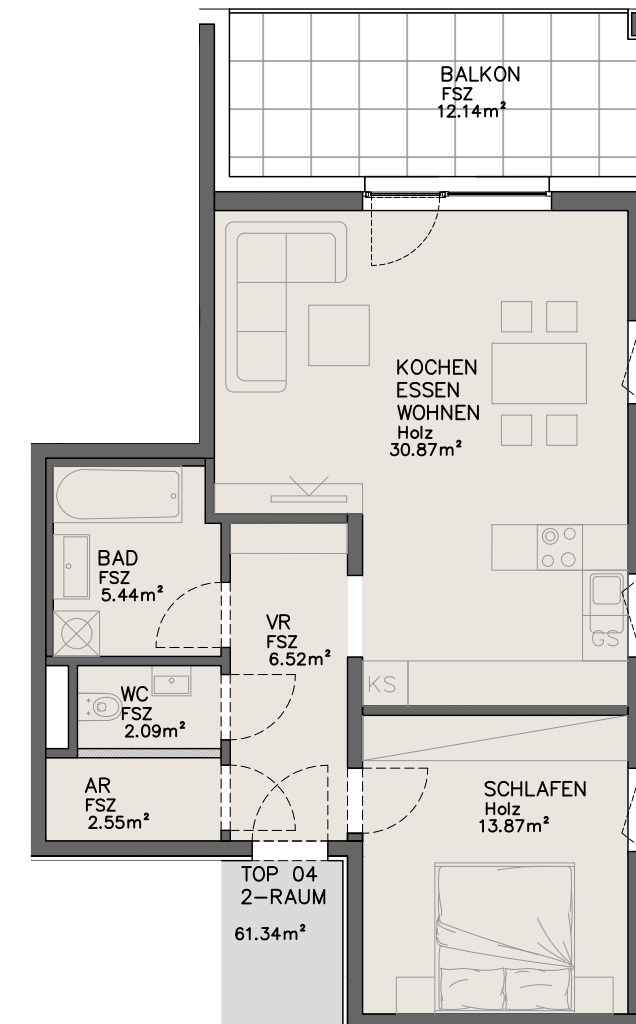 BALKON
FSZ
12.14m²
KOCHEN
ESSEN
WOHNEN
Holz
30.87m²
BAD
FSZ
5.44m²
VR
FSZ
6.52m²
GS
KS
WC
FSZ
2.09m²
AR
FSZ
2.55m²
SCHLAFEN
Holz
13.87m²
TOP 04
2-RAUM
61.34m²